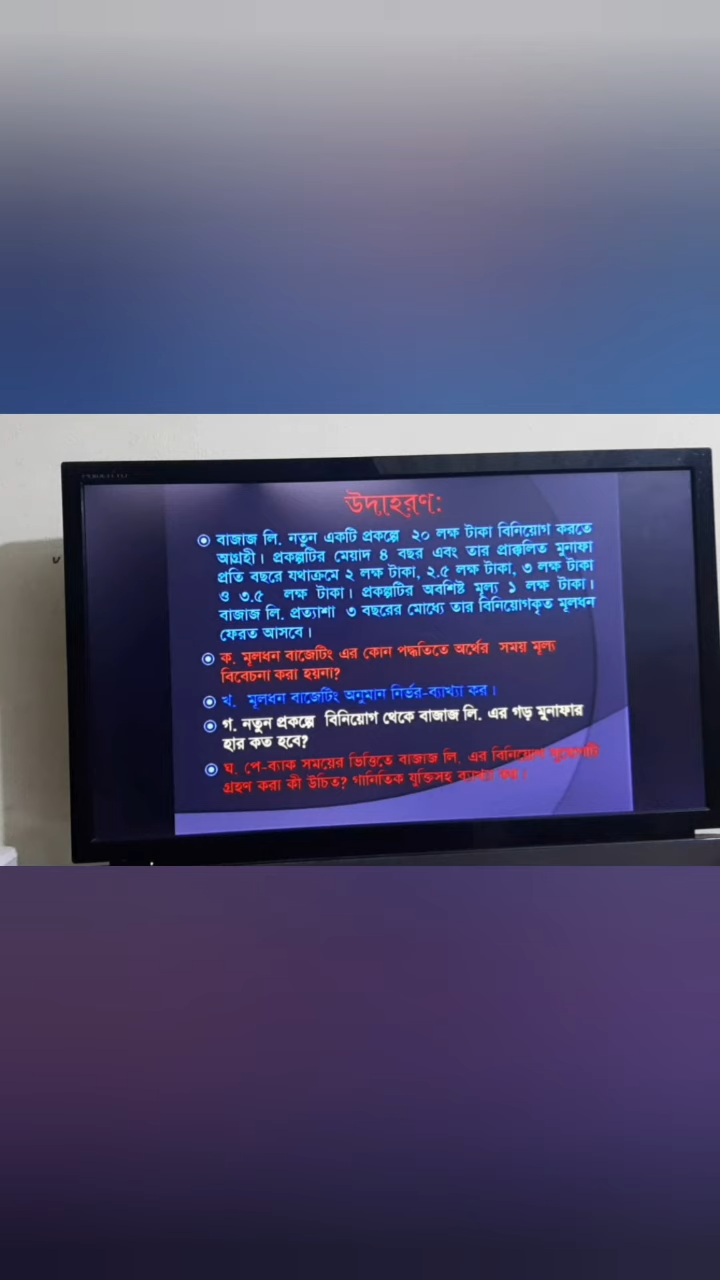 উদাহরণ:
বাজাজ লি. নতুন একটি প্রকল্পে ২০ লক্ষ টাকা বিনিয়োগ করতে
আগ্রহী। প্রকল্পটির মেয়াদ ৪ বছর এবং তার প্রাক্কলিত মুনাফা
প্রতি বছরে যথাক্রমে ২ লক্ষ টাকা, ২.৫ লক্ষ টাকা, ৩ লক্ষ টাকা
ও ৩.৫ লক্ষ টাকা। প্রকল্পটির অবশিষ্ট মূল্য ১ লক্ষ টাকা।
বাজাজ লি. প্রত্যাশা ৩ বছরের মোধ্যে তার বিনিয়োগকৃত মূলধন
ফেরত আসবে।
ক. মূলধন বাজেটিং এর কোন পদ্ধতিতে অর্থের সময় মূল্য
বিবেচনা করা হয়না?
খ. মূলধন বাজেটিং অনুমান নির্ভর-ব্যাখ্যা কর।
গ. নতুন প্রকল্পে বিনিয়োগ থেকে বাজাজ লি. এর গড় মুনাফার
হার কত হবে?
ঘ. পে-ব্যাক সময়ের ভিত্তিতে বাজাজ লি. এর বিনিয়োগ
গ্রহণ করা কী উচিত? গানিতিক যুক্তিসহ